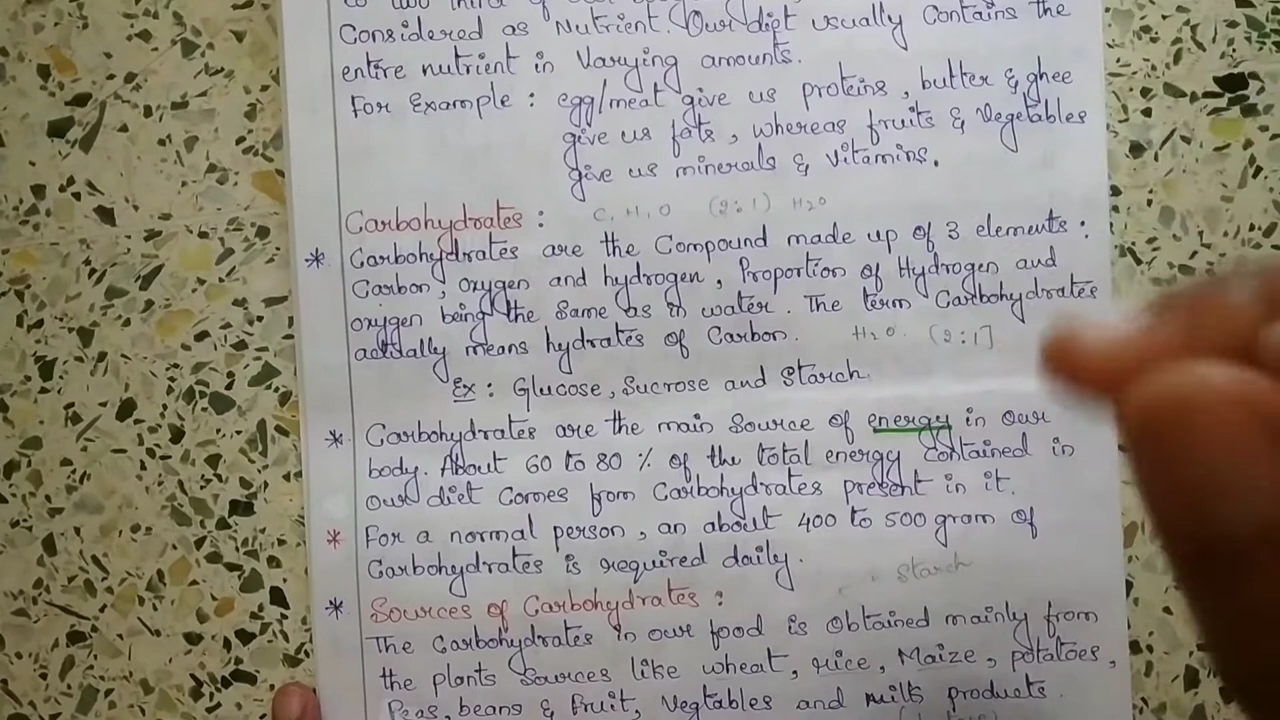 to two third of
Considered as Nutrient. Our diet usually Contains the
entire nutrient in Varying amounts.
For Example : egg/meat give us proteins, butter & ghee
give us fats, whereas fruits & Vegetables
give us minerals & Vitamins.
Carbohydrates : C, H, O (2:1) H2O
* Carbohydrates are the Compound made up of 3 elements :
Carbon, oxygen and hydrogen, Proportion of Hydrogen and
oxygen being the Same as in water. The term Carbohydrates
actually means hydrates of Carbon. H2O. (2:1]
Ex : Glucose, Sucrose and Starch.
* Carbohydrates are the main Source of energy in our
body. About 60 to 80 % of the total energy Contained in
our diet Comes from Carbohydrates present in it.
* For a normal person, an about 400 to 500 gram of
Carbohydrates is required daily.
Starch
* Sources of Carbohydrates :
The Carbohydrates in our food is obtained mainly from
the plants Sources like wheat, rice, Maize, potatoes,
Peas, beans & fruit, Vegtables and milk products.